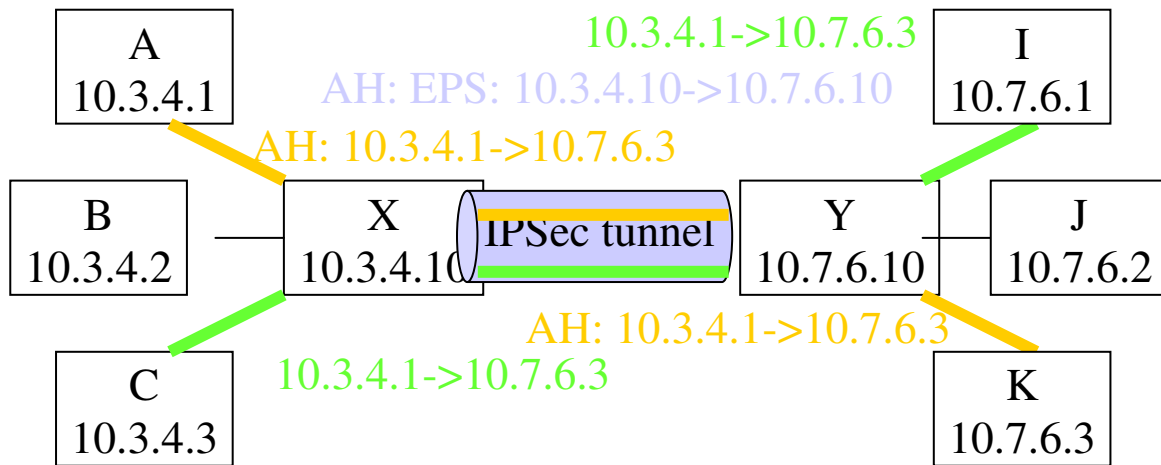 A
10.3.4.1
10.3.4.1->10.7.6.3
I
10.7.6.1
AH: EPS: 10.3.4.10->10.7.6.10
AH: 10.3.4.1->10.7.6.3
B
10.3.4.2
X
10.3.4.10
IPSec tunnel
Y
10.7.6.10
J
10.7.6.2
AH: 10.3.4.1->10.7.6.3
C
10.3.4.3
10.3.4.1->10.7.6.3
K
10.7.6.3